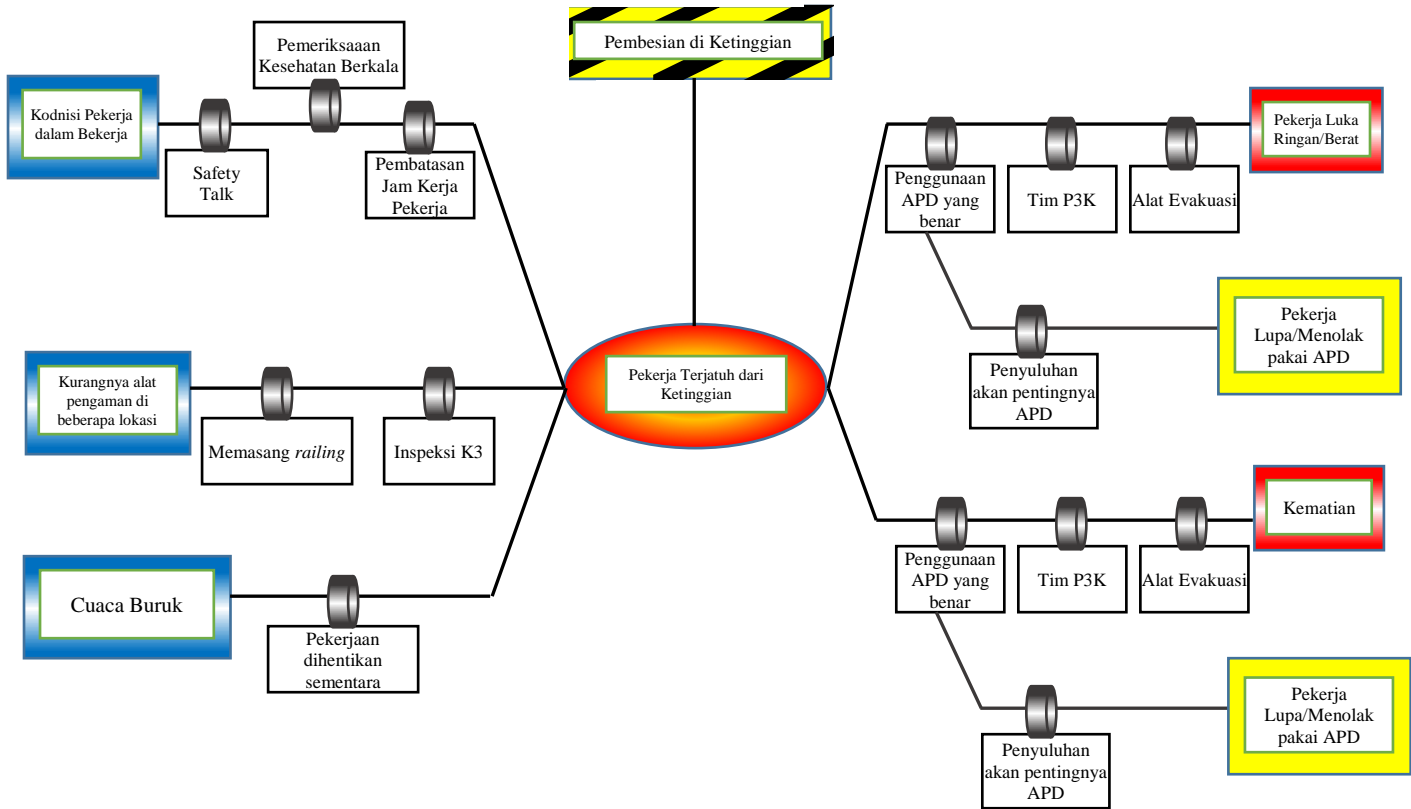 Pembesian di Ketinggian
Pemeriksaaan
Kesehatan Berkala
Kodnisi Pekerja
dalam Bekerja
Safety
Talk
Pembatasan
Jam Kerja
Pekerja
Kurangnya alat
pengaman di
beberapa lokasi
Memasang railing
Inspeksi K3
Cuaca Buruk
Pekerjaan
dihentikan
sementara
Pekerja Terjatuh dari
Ketinggian
Penggunaan
APD yang
benar
Tim P3K
Alat Evakuasi
Pekerja Luka
Ringan/Berat
Penyuluhan
akan pentingnya
APD
Pekerja
Lupa/Menolak
pakai APD
Penggunaan
APD yang
benar
Tim P3K
Alat Evakuasi
Kematian
Penyuluhan
akan pentingnya
APD
Pekerja
Lupa/Menolak
pakai APD